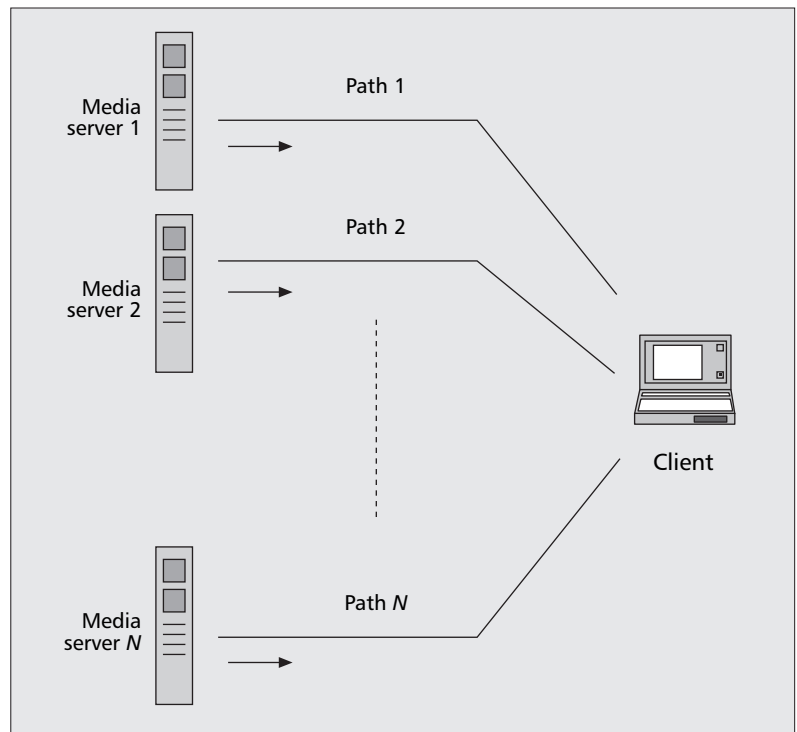 Path 1
Media
server 1
Path 2
Media
server 2
Client
Path N
Media
server N